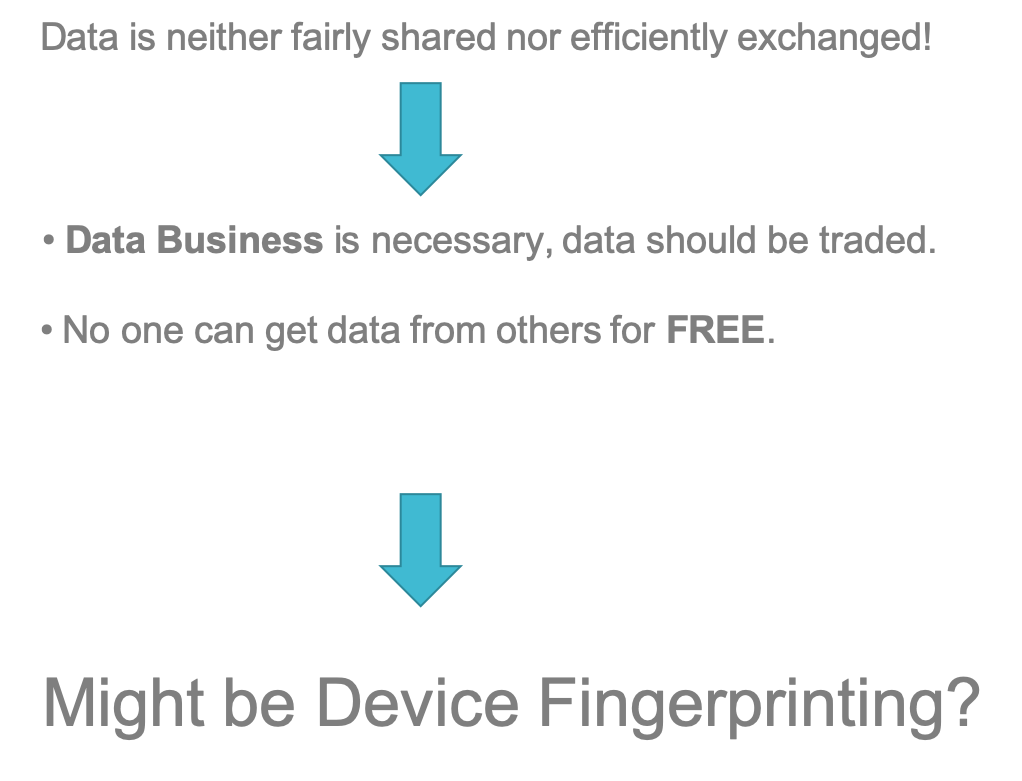 Data is neither fairly shared nor efficiently exchanged!
• Data Business is necessary, data should be traded.
• No one can get data from others for FREE.
Might be Device Fingerprinting?